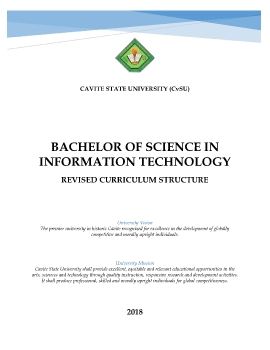 CAVITE STATE UNIVERSITY (CvSU)
BACHELOR OF SCIENCE IN
INFORMATION TECHNOLOGY
REVISED CURRICULUM STRUCTURE
University Vision
The premier university in historic Cavite recognized for excellence in the development of globally
competitive and morally upright individuals.
University Mission
Cavite State University shall provide excellent, equitable and relevant educational opportunities in the
arts, sciences and technology through quality instruction, responsive research and development activities.
It shall produce professional, skilled and morally upright individuals for global competitiveness.
2018